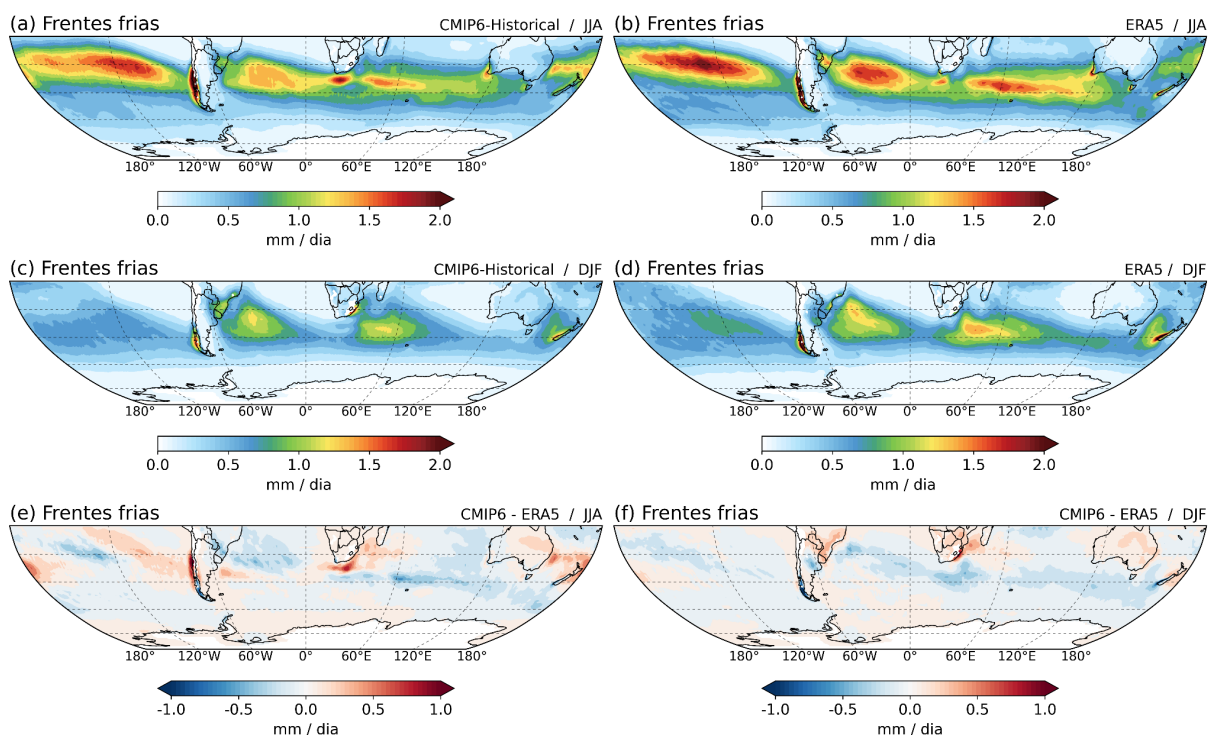 (a) Frentes frias CMIP6-Historical / JJA
(b) Frentes frias ERA5 / JJA
180° 120°W 60°W 0° 60°E 120°E 180°
180° 120°W 60°W 0° 60°E 120°E 180°
0.0 0.5 1.0 1.5 2.0
0.0 0.5 1.0 1.5 2.0
mm / dia
mm / dia
(c) Frentes frias CMIP6-Historical / DJF
(d) Frentes frias ERA5 / DJF
180° 120°W 60°W 0° 60°E 120°E 180°
180° 120°W 60°W 0° 60°E 120°E 180°
0.0 0.5 1.0 1.5 2.0
0.0 0.5 1.0 1.5 2.0
mm / dia
mm / dia
(e) Frentes frias CMIP6 - ERA5 / JJA
(f) Frentes frias CMIP6 - ERA5 / DJF
180° 120°W 60°W 0° 60°E 120°E 180°
180° 120°W 60°W 0° 60°E 120°E 180°
-1.0 -0.5 0.0 0.5 1.0
-1.0 -0.5 0.0 0.5 1.0
mm / dia
mm / dia